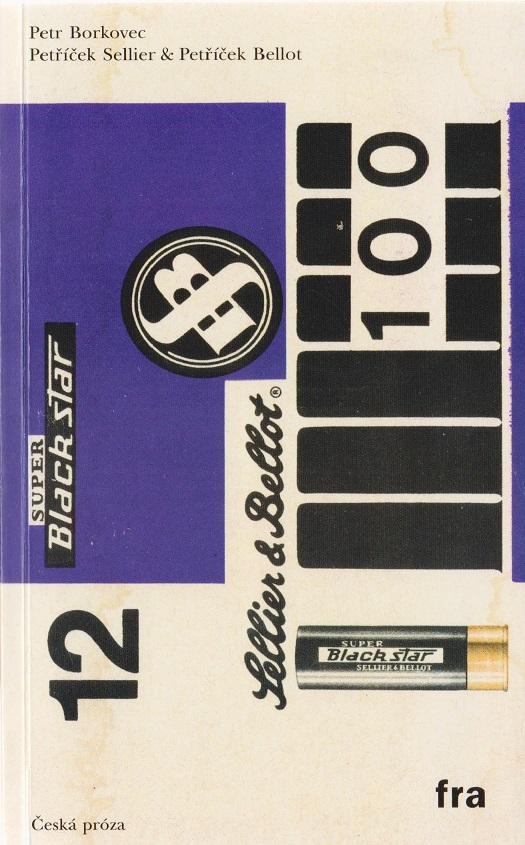 Petr Borkovec
Petříček Sellier & Petříček Bellot
100
SB
SUPER
Black star
Sellier & Bellot®
12
SUPER
Black star
SELLIER & BELLOT
fra
Česká próza